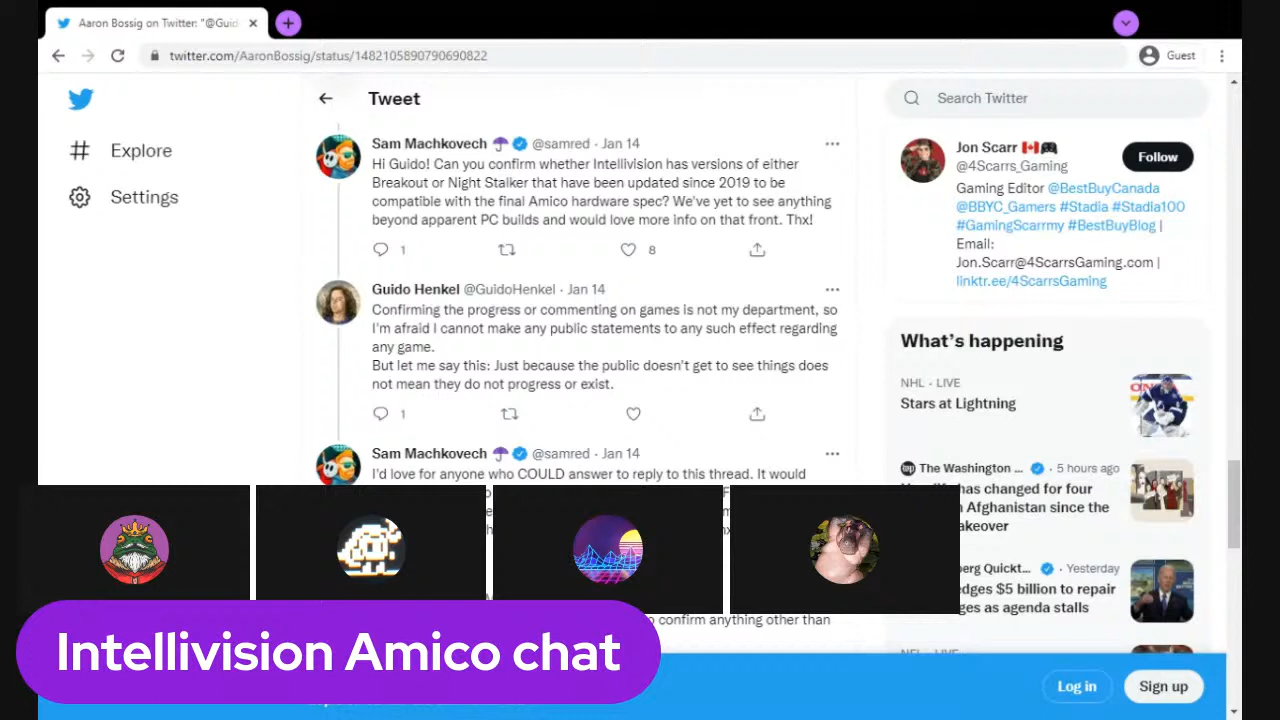 Aaron Bossig on Twitter: "@Guid
twitter.com/AaronBossig/status/1482105890790690822
Guest
Explore
Settings
Tweet
Sam Machkovech @samred · Jan 14
Hi Guido! Can you confirm whether Intellivision has versions of either
Breakout or Night Stalker that have been updated since 2019 to be
compatible with the final Amico hardware spec? We've yet to see anything
beyond apparent PC builds and would love more info on that front. Thx!
1
8
Guido Henkel @GuidoHenkel · Jan 14
Confirming the progress or commenting on games is not my department, so
I'm afraid I cannot make any public statements to any such effect regarding
any game.
But let me say this: Just because the public doesn't get to see things does
not mean they do not progress or exist.
1
Sam Machkovech @samred · Jan 14
I'd love for anyone who COULD answer to reply to this thread. It would
confirm anything other than
Search Twitter
Jon Scarr
@4Scarrs_Gaming
Follow
Gaming Editor @BestBuyCanada
@BBYC_Gamers #Stadia #Stadia100
#GamingScarrmy #BestBuyBlog |
Email:
Jon.Scarr@4ScarrsGaming.com |
linktr.ee/4ScarrsGaming
What's happening
NHL · LIVE
Stars at Lightning
The Washington ... · 5 hours ago
has changed for four
Afghanistan since the
akeover
erg Quickt... · Yesterday
edges $5 billion to repair
ges as agenda stalls
Log in
Sign up
Intellivision Amico chat